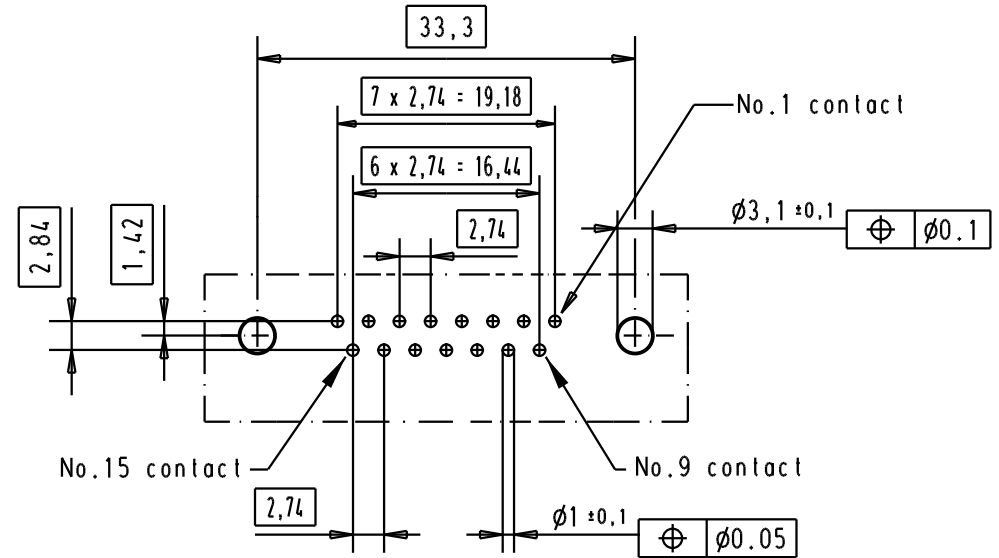 33,3
7 x 2,74 = 19,18
No.1 contact
6 x 2,74 = 16,44
2,84
1,42
2,74
Ø3,1 ±0,1
⌖ Ø0.1
No.15 contact
No.9 contact
2,74
Ø1 ±0,1
⌖ Ø0.05